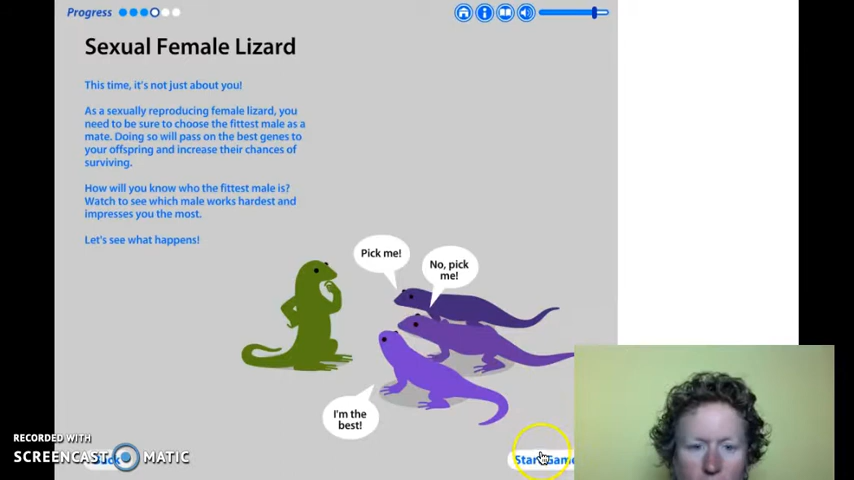 Progress
Sexual Female Lizard
This time, it's not just about you!
As a sexually reproducing female lizard, you
need to be sure to choose the fittest male as a
mate. Doing so will pass on the best genes to
your offspring and increase their chances of
surviving.
How will you know who the fittest male is?
Watch to see which male works hardest and
impresses you the most.
Let's see what happens!
Pick me!
No, pick
me!
I'm the
best!
Start Game
RECORDED WITH
SCREENCAST MATIC